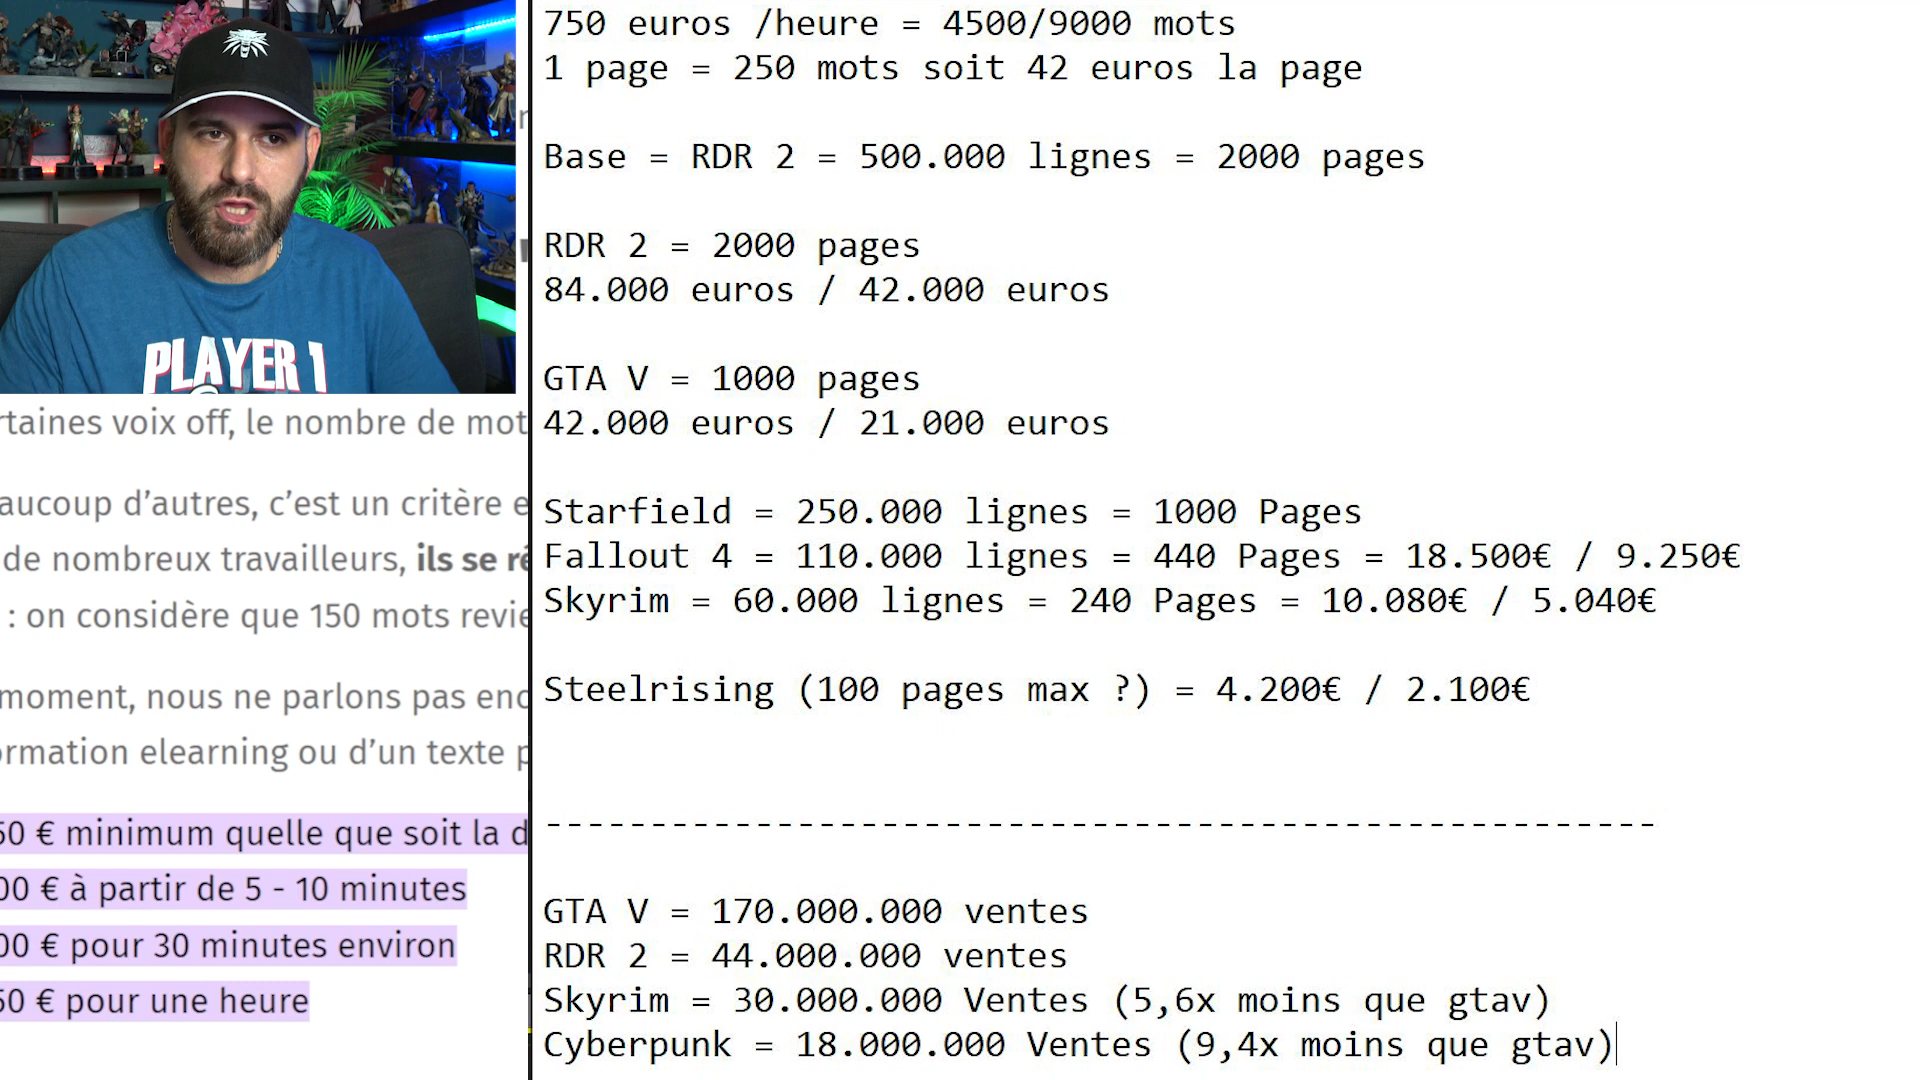 PLAYER 1
rtaines voix off, le nombre de mot
aucoup d’autres, c’est un critère e
de nombreux travailleurs, ils se ré
: on considère que 150 mots revie
moment, nous ne parlons pas enc
ormation elearning ou d’un texte p
50 € minimum quelle que soit la d
00 € à partir de 5 - 10 minutes
00 € pour 30 minutes environ
50 € pour une heure
750 euros /heure = 4500/9000 mots
1 page = 250 mots soit 42 euros la page
Base = RDR 2 = 500.000 lignes = 2000 pages
RDR 2 = 2000 pages
84.000 euros / 42.000 euros
GTA V = 1000 pages
42.000 euros / 21.000 euros
Starfield = 250.000 lignes = 1000 Pages
Fallout 4 = 110.000 lignes = 440 Pages = 18.500€ / 9.250€
Skyrim = 60.000 lignes = 240 Pages = 10.080€ / 5.040€
Steelrising (100 pages max ?) = 4.200€ / 2.100€
-----------------------------------------------------
GTA V = 170.000.000 ventes
RDR 2 = 44.000.000 ventes
Skyrim = 30.000.000 Ventes (5,6x moins que gtav)
Cyberpunk = 18.000.000 Ventes (9,4x moins que gtav)